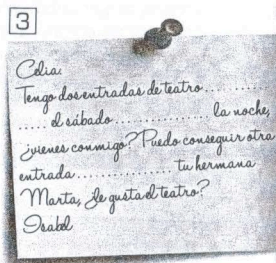 3
Celia:
Tengo dos entradas de teatro ..........
..... el sábado ............... la noche,
¿vienes conmigo? Puedo conseguir otra
entrada ............... tu hermana
Marta, ¿le gusta el teatro?
Isabel